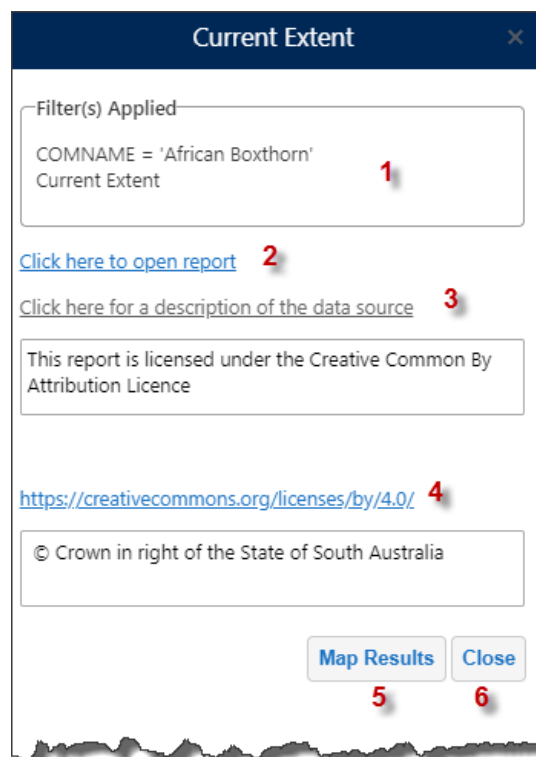 Current Extent ×
Filter(s) Applied
COMNAME = 'African Boxthorn'
Current Extent
1
Click here to open report 2
Click here for a description of the data source 3
This report is licensed under the Creative Common By
Attribution Licence
https://creativecommons.org/licenses/by/4.0/ 4
© Crown in right of the State of South Australia
Map Results Close
5 6